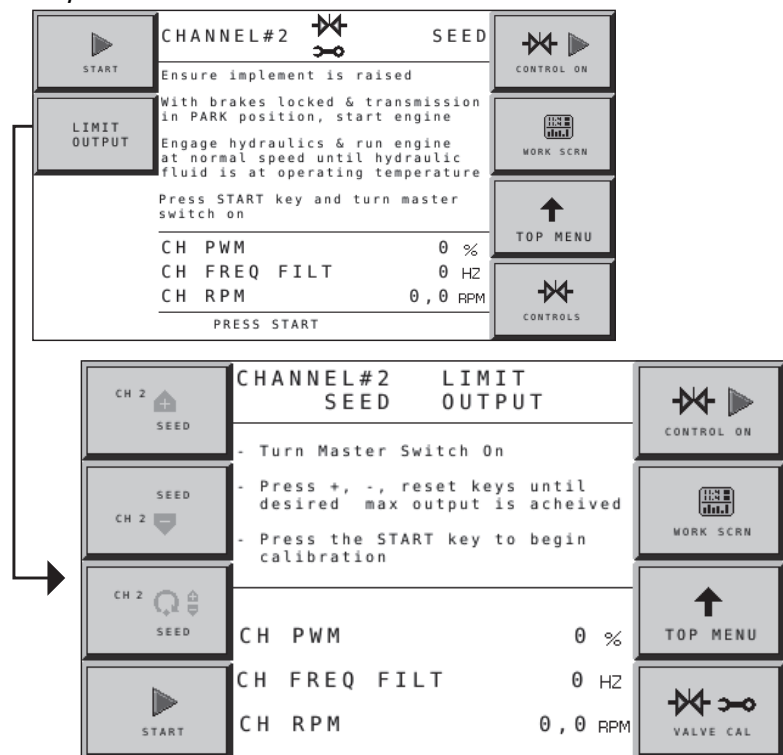 START
LIMIT
OUTPUT
CHANNEL#2 SEED
Ensure implement is raised
With brakes locked & transmission
in PARK position, start engine
Engage hydraulics & run engine
at normal speed until hydraulic
fluid is at operating temperature
Press START key and turn master
switch on
CH PWM 0 %
CH FREQ FILT 0 HZ
CH RPM 0,0 RPM
PRESS START
CONTROL ON
WORK SCRN
TOP MENU
CONTROLS
CH 2
SEED
SEED
CH 2
CH 2
SEED
START
CHANNEL#2 LIMIT
SEED OUTPUT
- Turn Master Switch On
- Press +, -, reset keys until
desired max output is acheived
- Press the START key to begin
calibration
CH PWM 0 %
CH FREQ FILT 0 HZ
CH RPM 0,0 RPM
CONTROL ON
WORK SCRN
TOP MENU
VALVE CAL